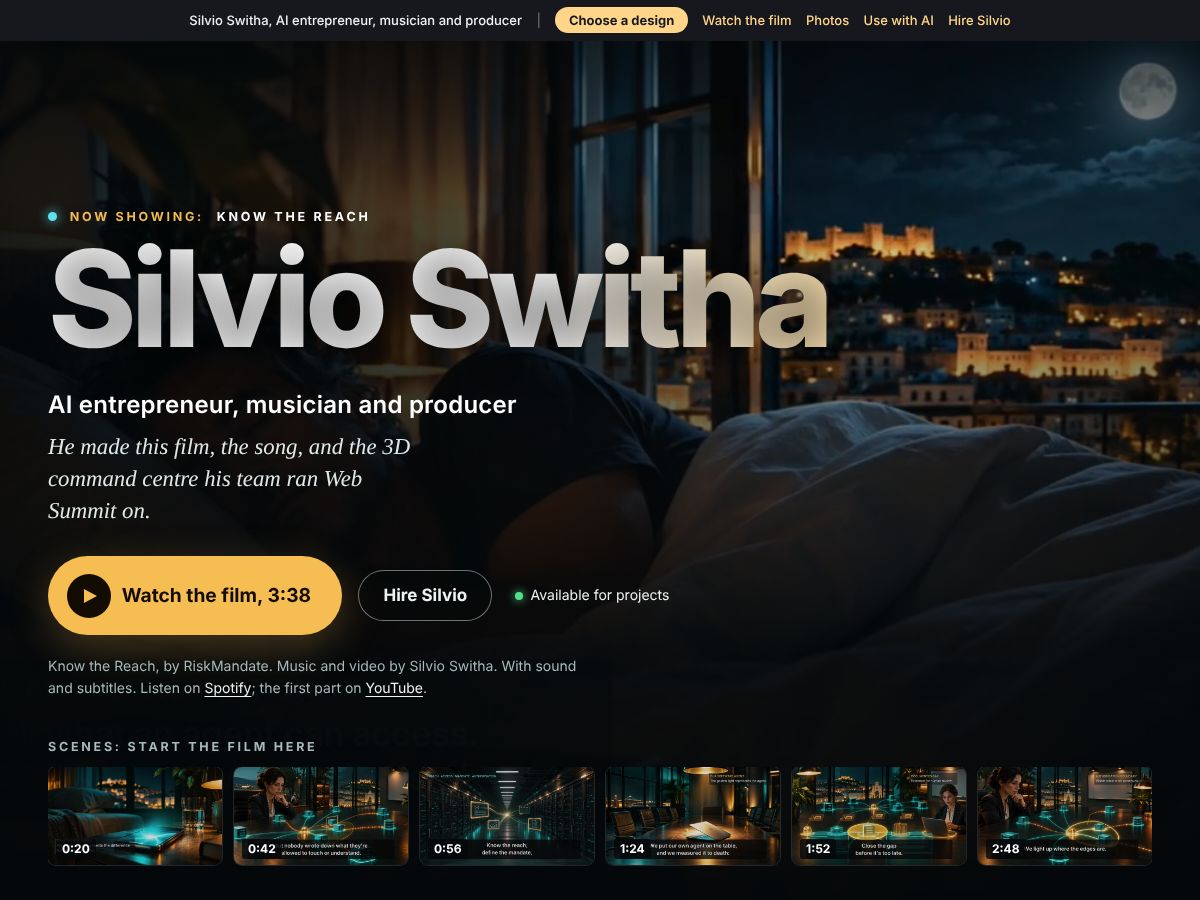 Silvio Switha, AI entrepreneur, musician and producer
Choose a design
Watch the film
Photos
Use with AI
Hire Silvio
NOW SHOWING: KNOW THE REACH
Silvio Switha
AI entrepreneur, musician and producer
He made this film, the song, and the 3D
command centre his team ran Web
Summit on.
Watch the film, 3:38
Hire Silvio
Available for projects
Know the Reach, by RiskMandate. Music and video by Silvio Switha. With sound
and subtitles. Listen on Spotify; the first part on YouTube.
SCENES: START THE FILM HERE
0:20
0:42
nobody wrote down what they're
allowed to touch or understand.
0:56
Know the reach,
define the mandate,
1:24
We put our own agent on the table,
and we measured it to death:
1:52
Close the gap
before it's too late.
2:48
We light up where the edges are.